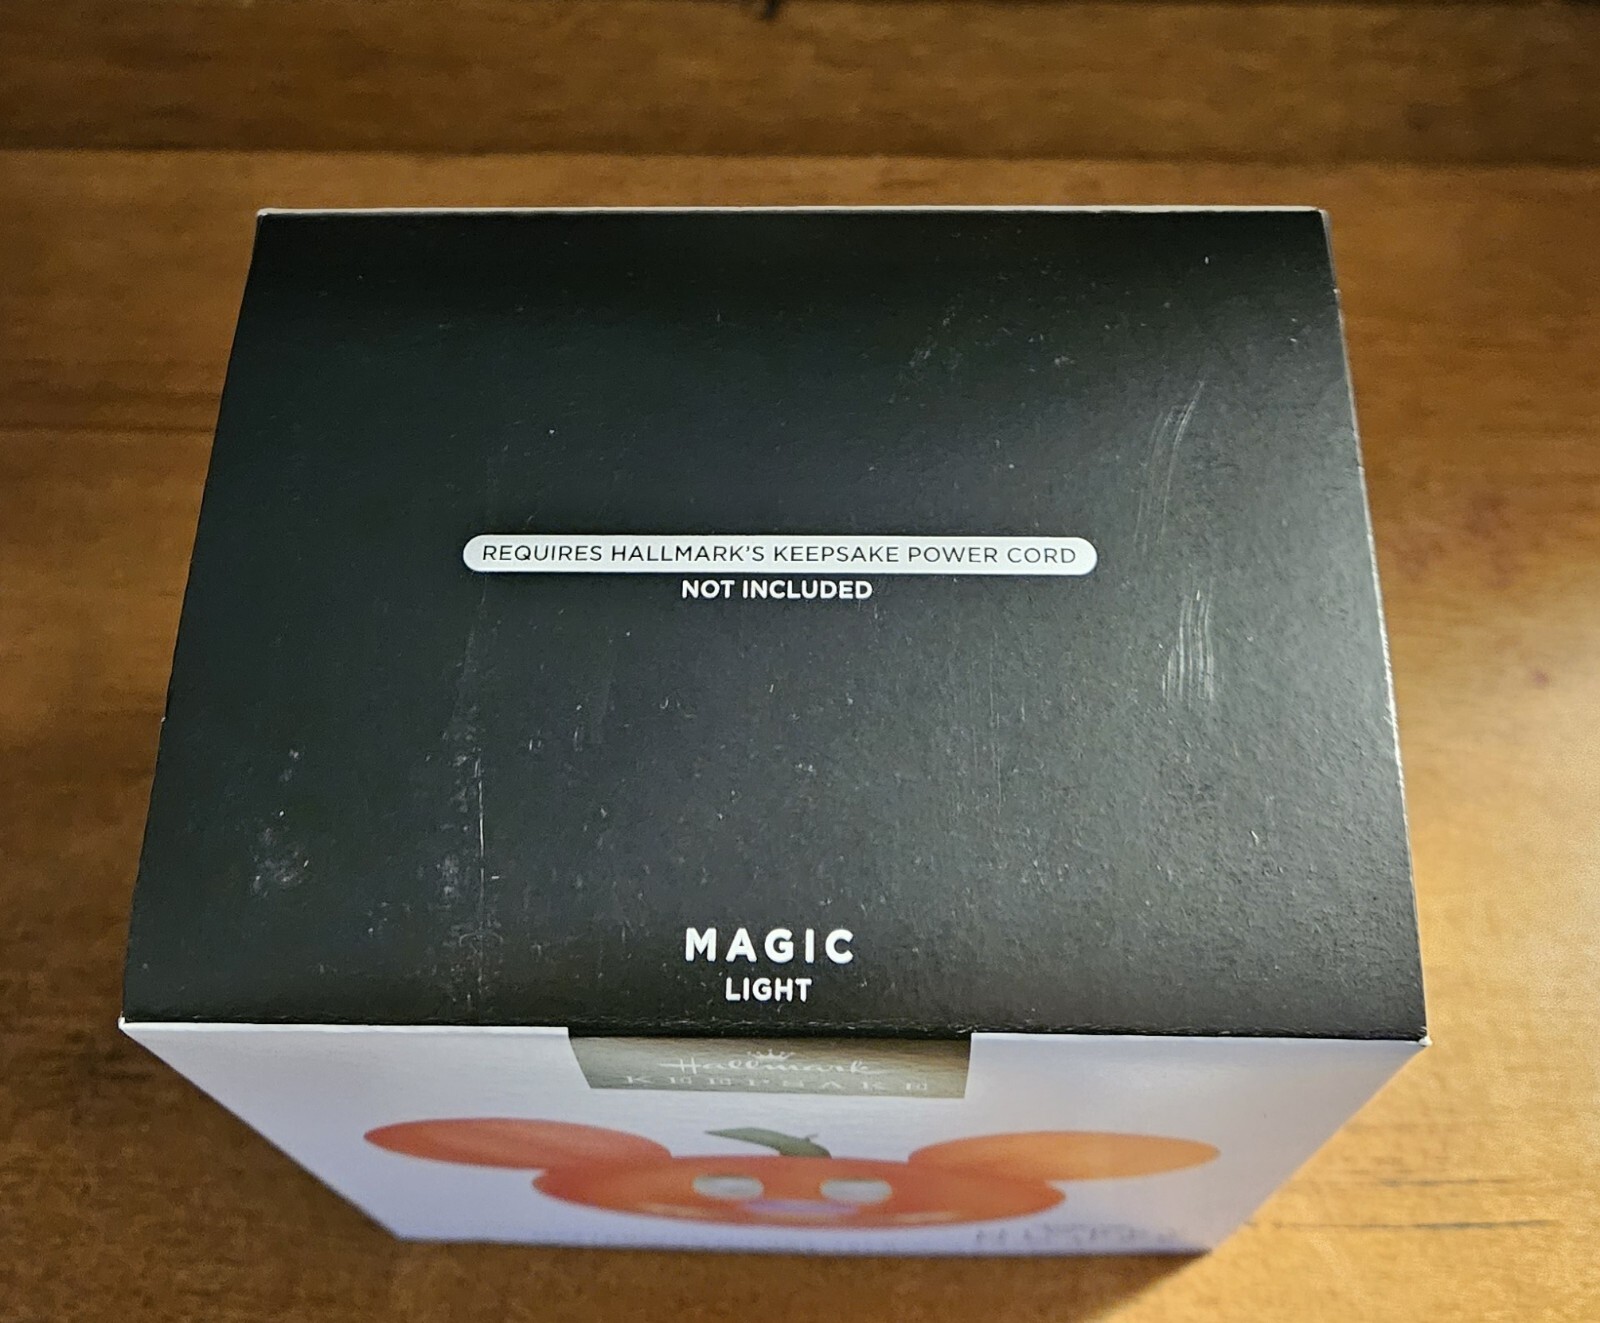 REQUIRES HALLMARK'S KEEPSAKE POWER CORD
NOT INCLUDED
MAGIC
LIGHT
Hallmark
KEEPSAKE